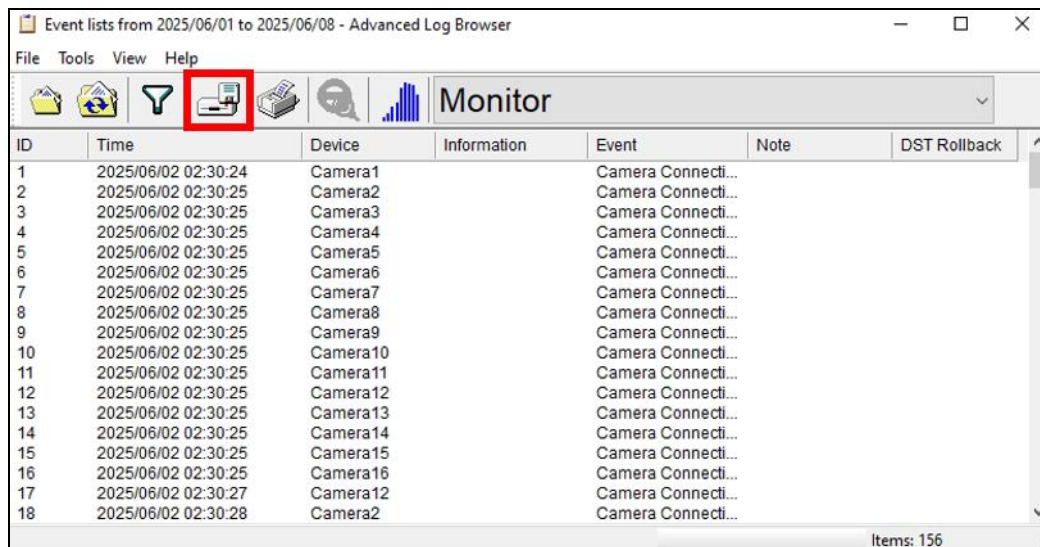 Event lists from 2025/06/01 to 2025/06/08 - Advanced Log Browser
File Tools View Help
Monitor
ID Time Device Information Event Note DST Rollback
1 2025/06/02 02:30:24 Camera1 Camera Connecti...
2 2025/06/02 02:30:25 Camera2 Camera Connecti...
3 2025/06/02 02:30:25 Camera3 Camera Connecti...
4 2025/06/02 02:30:25 Camera4 Camera Connecti...
5 2025/06/02 02:30:25 Camera5 Camera Connecti...
6 2025/06/02 02:30:25 Camera6 Camera Connecti...
7 2025/06/02 02:30:25 Camera7 Camera Connecti...
8 2025/06/02 02:30:25 Camera8 Camera Connecti...
9 2025/06/02 02:30:25 Camera9 Camera Connecti...
10 2025/06/02 02:30:25 Camera10 Camera Connecti...
11 2025/06/02 02:30:25 Camera11 Camera Connecti...
12 2025/06/02 02:30:25 Camera12 Camera Connecti...
13 2025/06/02 02:30:25 Camera13 Camera Connecti...
14 2025/06/02 02:30:25 Camera14 Camera Connecti...
15 2025/06/02 02:30:25 Camera15 Camera Connecti...
16 2025/06/02 02:30:25 Camera16 Camera Connecti...
17 2025/06/02 02:30:27 Camera12 Camera Connecti...
18 2025/06/02 02:30:28 Camera2 Camera Connecti...
Items: 156